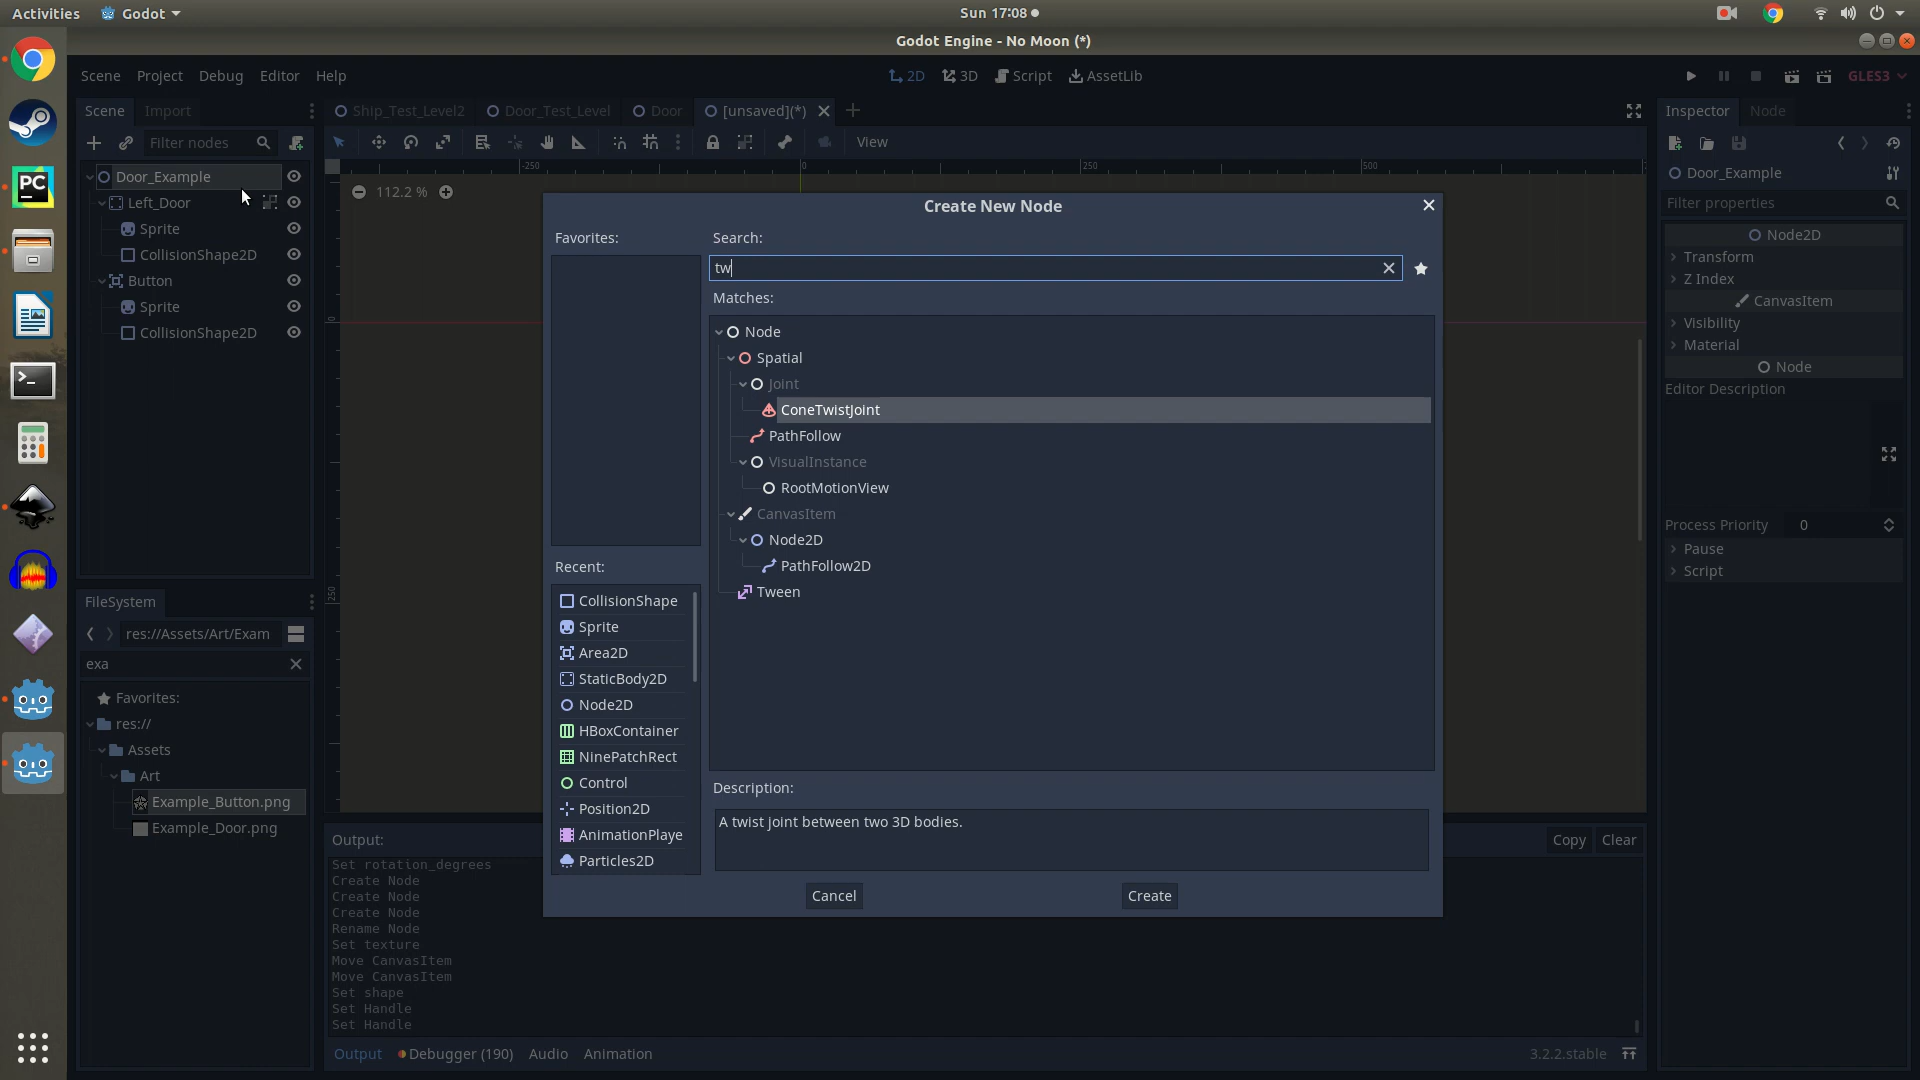 Activities Godot Sun 17:08
Godot Engine - No Moon (*)
Scene Project Debug Editor Help 2D 3D Script AssetLib GLES3
Scene Import Ship_Test_Level2 Door_Test_Level Door [unsaved](*) Inspector Node
Filter nodes View
Door_Example
Left_Door
Sprite
CollisionShape2D
Button
Sprite
CollisionShape2D
-250 0 250 500
112.2 %
0
250
Create New Node
Favorites: Search:
tw
Matches:
Node
Spatial
Joint
ConeTwistJoint
PathFollow
VisualInstance
RootMotionView
CanvasItem
Node2D
PathFollow2D
Tween
Recent:
CollisionShape
Sprite
Area2D
StaticBody2D
Node2D
HBoxContainer
NinePatchRect
Control
Position2D
AnimationPlaye
Particles2D
Description:
A twist joint between two 3D bodies.
Cancel Create
Door_Example
Filter properties
Node2D
Transform
Z Index
CanvasItem
Visibility
Material
Node
Editor Description
Process Priority 0
Pause
Script
FileSystem
res://Assets/Art/Exam
exa
Favorites:
res://
Assets
Art
Example_Button.png
Example_Door.png
Output: Copy Clear
Set rotation_degrees
Create Node
Create Node
Create Node
Rename Node
Set texture
Move CanvasItem
Move CanvasItem
Set shape
Set Handle
Set Handle
Output Debugger (190) Audio Animation 3.2.2.stable
PC